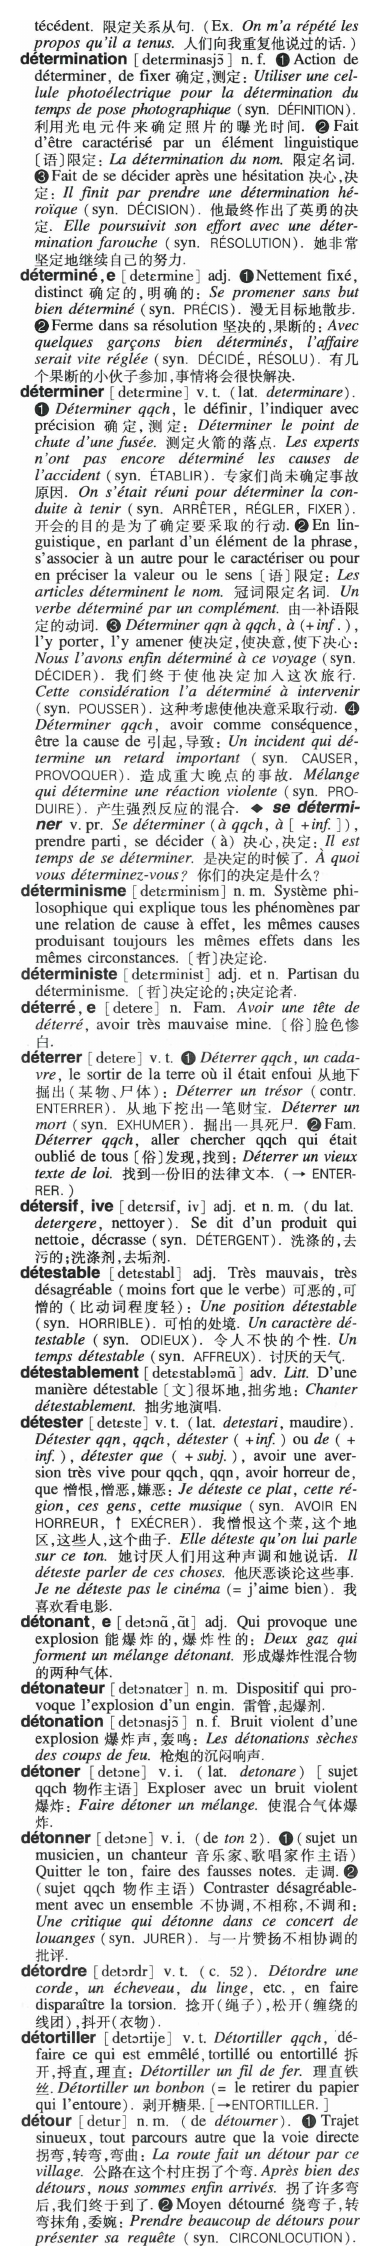 técédent. 限定关系从句. (Ex. On m'a répété les
propos qu'il a tenus. 人们向我重复他说过的话. )
détermination [determinasjɔ̃] n. f. ❶ Action de
déterminer, de fixer 确定,测定: Utiliser une cel-
lule photoélectrique pour la détermination du
temps de pose photographique (syn. DÉFINITION).
利用光电元件来确定照片的曝光时间. ❷ Fait
d'être caractérisé par un élément linguistique
〔语〕限定: La détermination du nom. 限定名词.
❸ Fait de se décider après une hésitation 决心,决
定: Il finit par prendre une détermination hé-
roïque (syn. DÉCISION). 他最终作出了英勇的决
定. Elle poursuivit son effort avec une déter-
mination farouche (syn. RÉSOLUTION). 她非常
坚定地继续自己的努力.
déterminé, e [determine] adj. ❶ Nettement fixé,
distinct 确定的,明确的: Se promener sans but
bien déterminé (syn. PRÉCIS). 漫无目标地散步.
❷ Ferme dans sa résolution 坚决的,果断的: Avec
quelques garçons bien déterminés, l'affaire
serait vite réglée (syn. DÉCIDÉ, RÉSOLU). 有几
个果断的小伙子参加,事情将会很快解决.
déterminer [determine] v. t. (lat. determinare).
❶ Déterminer qqch, le définir, l'indiquer avec
précision 确定, 测定: Déterminer le point de
chute d'une fusée. 测定火箭的落点. Les experts
n'ont pas encore déterminé les causes de
l'accident (syn. ÉTABLIR). 专家们尚未确定事故
原因. On s'était réuni pour déterminer la con-
duite à tenir (syn. ARRÊTER, RÉGLER, FIXER).
开会的目的是为了确定要采取的行动. ❷ En lin-
guistique, en parlant d'un élément de la phrase,
s'associer à un autre pour le caractériser ou pour
en préciser la valeur ou le sens〔语〕限定: Les
articles déterminent le nom. 冠词限定名词. Un
verbe déterminé par un complément. 由一补语限
定的动词. ❸ Déterminer qqn à qqch, à (+ inf.),
l'y porter, l'y amener 使决定,使决意,使下决心:
Nous l'avons enfin déterminé à ce voyage (syn.
DÉCIDER). 我们终于使他决定加入这次旅行.
Cette considération l'a déterminé à intervenir
(syn. POUSSER). 这种考虑使他决意采取行动. ❹
Déterminer qqch, avoir comme conséquence,
être la cause de 引起,导致: Un incident qui dé-
termine un retard important (syn. CAUSER,
PROVOQUER). 造成重大晚点的事故. Mélange
qui détermine une réaction violente (syn. PRO-
DUIRE). 产生强烈反应的混合. ◆ se détermi-
ner v. pr. Se déterminer (à qqch, à [ + inf. ]),
prendre parti, se décider (à) 决心,决定: Il est
temps de se déterminer. 是决定的时候了. À quoi
vous déterminez-vous? 你们的决定是什么?
déterminisme [detɛrminism] n. m. Système phi-
losophique qui explique tous les phénomènes par
une relation de cause à effet, les mêmes causes
produisant toujours les mêmes effets dans les
mêmes circonstances. 〔哲〕决定论.
déterministe [detɛrminist] adj. et n. Partisan du
déterminisme. 〔哲〕决定论的;决定论者.
déterré, e [detere] n. Fam. Avoir une tête de
déterré, avoir très mauvaise mine. 〔俗〕脸色惨
白.
déterrer [detere] v. t. ❶ Déterrer qqch, un cada-
vre, le sortir de la terre où il était enfoui 从地下
掘出(某物、尸体): Déterrer un trésor (contr.
ENTERRER). 从地下挖出一笔财宝. Déterrer un
mort (syn. EXHUMER). 掘出一具死尸. ❷ Fam.
Déterrer qqch, aller chercher qqch qui était
oublié de tous〔俗〕发现,找到: Déterrer un vieux
texte de loi. 找到一份旧的法律文本. (→ ENTER-
RER. )
détersif, ive [detɛrsif, iv] adj. et n. m. (du lat.
detergere, nettoyer). Se dit d'un produit qui
nettoie, décrasse (syn. DÉTERGENT). 洗涤的,去
污的;洗涤剂,去垢剂.
détestable [detɛstabl] adj. Très mauvais, très
désagréable (moins fort que le verbe) 可恶的,可
憎的(比动词程度轻): Une position détestable
(syn. HORRIBLE). 可怕的处境. Un caractère dé-
testable (syn. ODIEUX). 令人不快的个性. Un
temps détestable (syn. AFFREUX). 讨厌的天气.
détestablement [detɛstabləmɑ̃] adv. Litt. D'une
manière détestable〔文〕很坏地,拙劣地: Chanter
détestablement. 拙劣地演唱.
détester [detɛste] v. t. (lat. detestari, maudire).
Détester qqn, qqch, détester ( + inf. ) ou de ( +
inf. ), détester que ( + subj. ), avoir une aver-
sion très vive pour qqch, qqn, avoir horreur de,
que 憎恨,憎恶,嫌恶: Je déteste ce plat, cette ré-
gion, ces gens, cette musique (syn. AVOIR EN
HORREUR, ↑ EXÉCRER). 我憎恨这个菜,这个地
区,这些人,这个曲子. Elle déteste qu'on lui parle
sur ce ton. 她讨厌人们用这种声调和她说话. Il
déteste parler de ces choses. 他厌恶谈论这些事.
Je ne déteste pas le cinéma (= j'aime bien). 我
喜欢看电影.
détonant, e [detɔnɑ̃, ɑ̃t] adj. Qui provoque une
explosion 能爆炸的,爆炸性的: Deux gaz qui
forment un mélange détonant. 形成爆炸性混合物
的两种气体.
détonateur [detɔnatœr] n. m. Dispositif qui pro-
voque l'explosion d'un engin. 雷管,起爆剂.
détonation [detɔnasjɔ̃] n. f. Bruit violent d'une
explosion 爆炸声,轰鸣: Les détonations sèches
des coups de feu. 枪炮的沉闷响声.
détoner [detɔne] v. i. ( lat. detonare) [ sujet
qqch 物作主语] Exploser avec un bruit violent
爆炸: Faire détoner un mélange. 使混合气体爆
炸.
détonner [detɔne] v. i. (de ton 2). ❶ (sujet un
musicien, un chanteur 音乐家、歌唱家作主语)
Quitter le ton, faire des fausses notes. 走调. ❷
(sujet qqch 物作主语) Contraster désagréable-
ment avec un ensemble 不协调,不相称,不调和:
Une critique qui détonne dans ce concert de
louanges (syn. JURER). 与一片赞扬不相协调的
批评.
détordre [detɔrdr] v. t. (c. 52). Détordre une
corde, un écheveau, du linge, etc., en faire
disparaître la torsion. 捻开(绳子),松开(缠绕的
线团),抖开(衣物).
détortiller [detɔrtije] v. t. Détortiller qqch, dé-
faire ce qui est emmêlé, tortillé ou entortillé 拆
开,捋直,理直: Détortiller un fil de fer. 理直铁
丝. Détortiller un bonbon (= le retirer du papier
qui l'entoure). 剥开糖果. [→ENTORTILLER. ]
détour [detur] n. m. ( de détourner). ❶ Trajet
sinueux, tout parcours autre que la voie directe
拐弯,转弯,弯曲: La route fait un détour par ce
village. 公路在这个村庄拐了个弯. Après bien des
détours, nous sommes enfin arrivés. 拐了许多弯
后,我们终于到了. ❷ Moyen détourné 绕弯子,转
弯抹角,委婉: Prendre beaucoup de détours pour
présenter sa requête (syn. CIRCONLOCUTION).